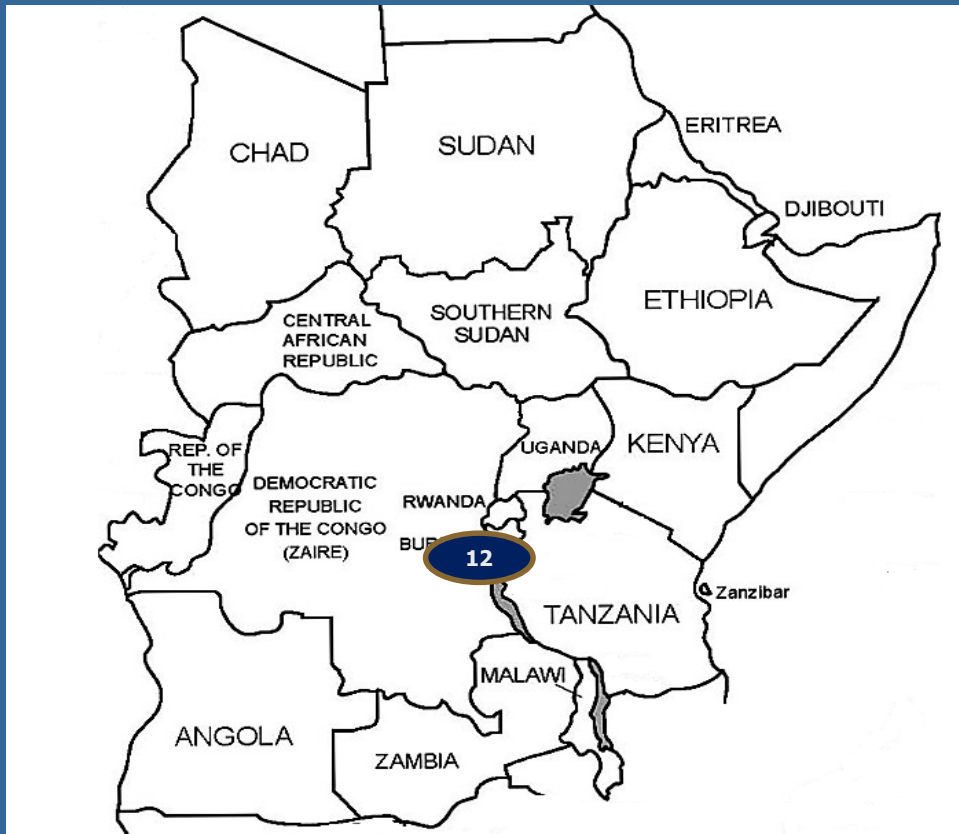 CHAD
SUDAN
ERITREA
DJIBOUTI
ETHIOPIA
CENTRAL
AFRICAN
REPUBLIC
SOUTHERN
SUDAN
REP. OF
THE
CONGO
DEMOCRATIC
REPUBLIC
OF THE CONGO
(ZAIRE)
UGANDA
KENYA
RWANDA
12
TANZANIA
Zanzibar
MALAWI
ANGOLA
ZAMBIA